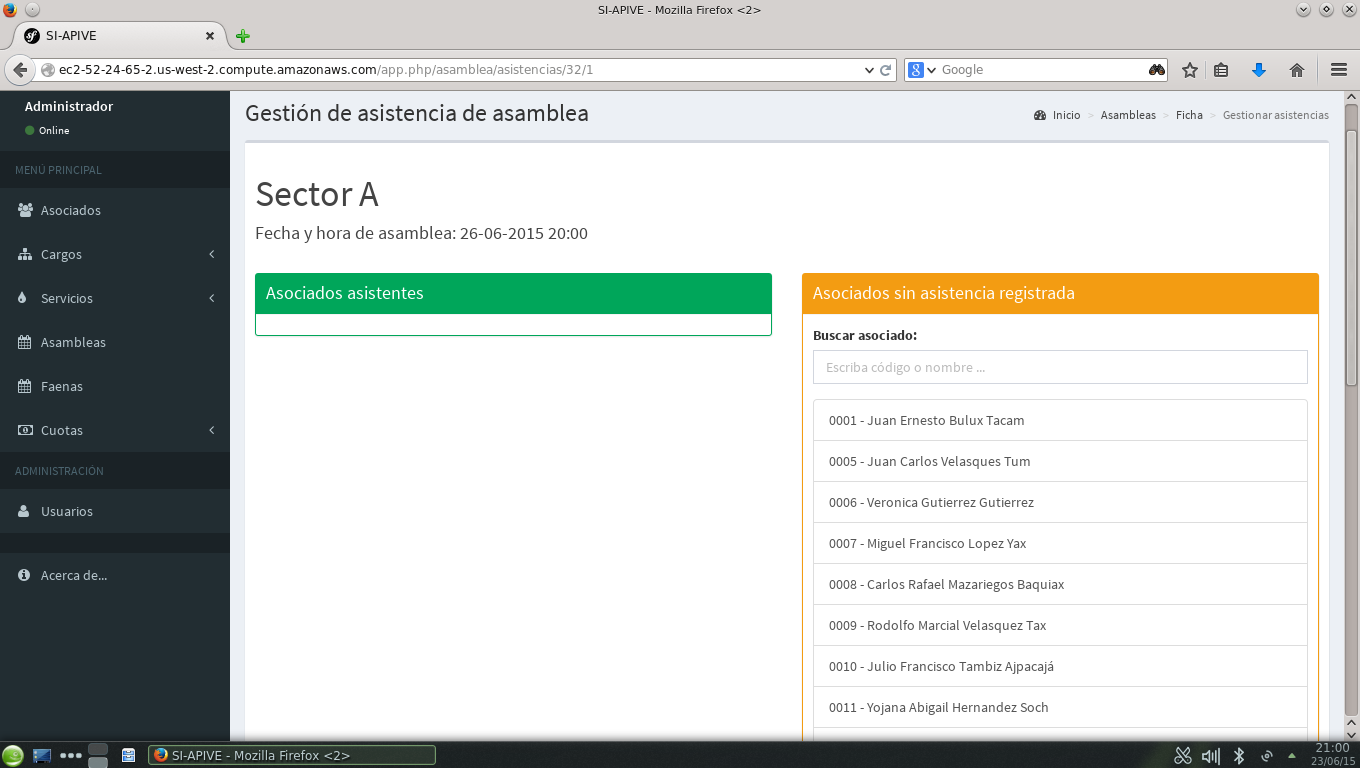 SI-APIVE - Mozilla Firefox <2>
SI-APIVE
ec2-52-24-65-2.us-west-2.compute.amazonaws.com/app.php/asamblea/asistencias/32/1
Google
Administrador
Online
MENÚ PRINCIPAL
Asociados
Cargos
Servicios
Asambleas
Faenas
Cuotas
ADMINISTRACIÓN
Usuarios
Acerca de...
Gestión de asistencia de asamblea
Inicio > Asambleas > Ficha > Gestionar asistencias
Sector A
Fecha y hora de asamblea: 26-06-2015 20:00
Asociados asistentes
Asociados sin asistencia registrada
Buscar asociado:
Escriba código o nombre ...
0001 - Juan Ernesto Bulux Tacam
0005 - Juan Carlos Velasques Tum
0006 - Veronica Gutierrez Gutierrez
0007 - Miguel Francisco Lopez Yax
0008 - Carlos Rafael Mazariegos Baquiax
0009 - Rodolfo Marcial Velasquez Tax
0010 - Julio Francisco Tambiz Ajpacajá
0011 - Yojana Abigail Hernandez Soch
SI-APIVE - Mozilla Firefox <2>
21:00
23/06/15